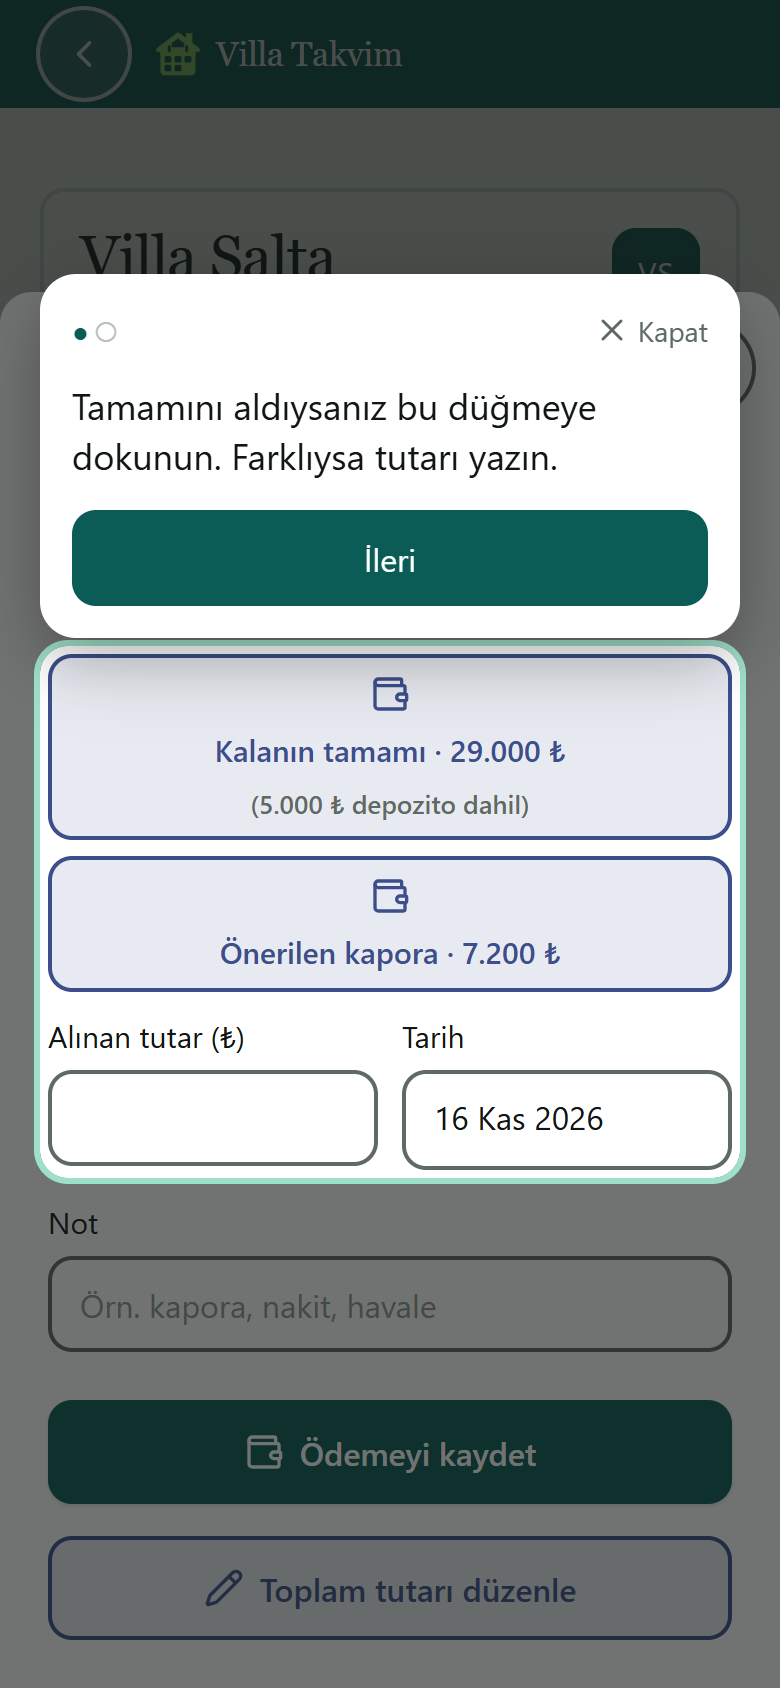 Villa Takvim
Villa Salta
VS
Kapat
Tamamını aldıysanız bu düğmeye
dokunun. Farklıysa tutarı yazın.
İleri
Kalanın tamamı · 29.000 ₺
(5.000 ₺ depozito dahil)
Önerilen kapora · 7.200 ₺
Alınan tutar (₺)
Tarih
16 Kas 2026
Not
Örn. kapora, nakit, havale
Ödemeyi kaydet
Toplam tutarı düzenle